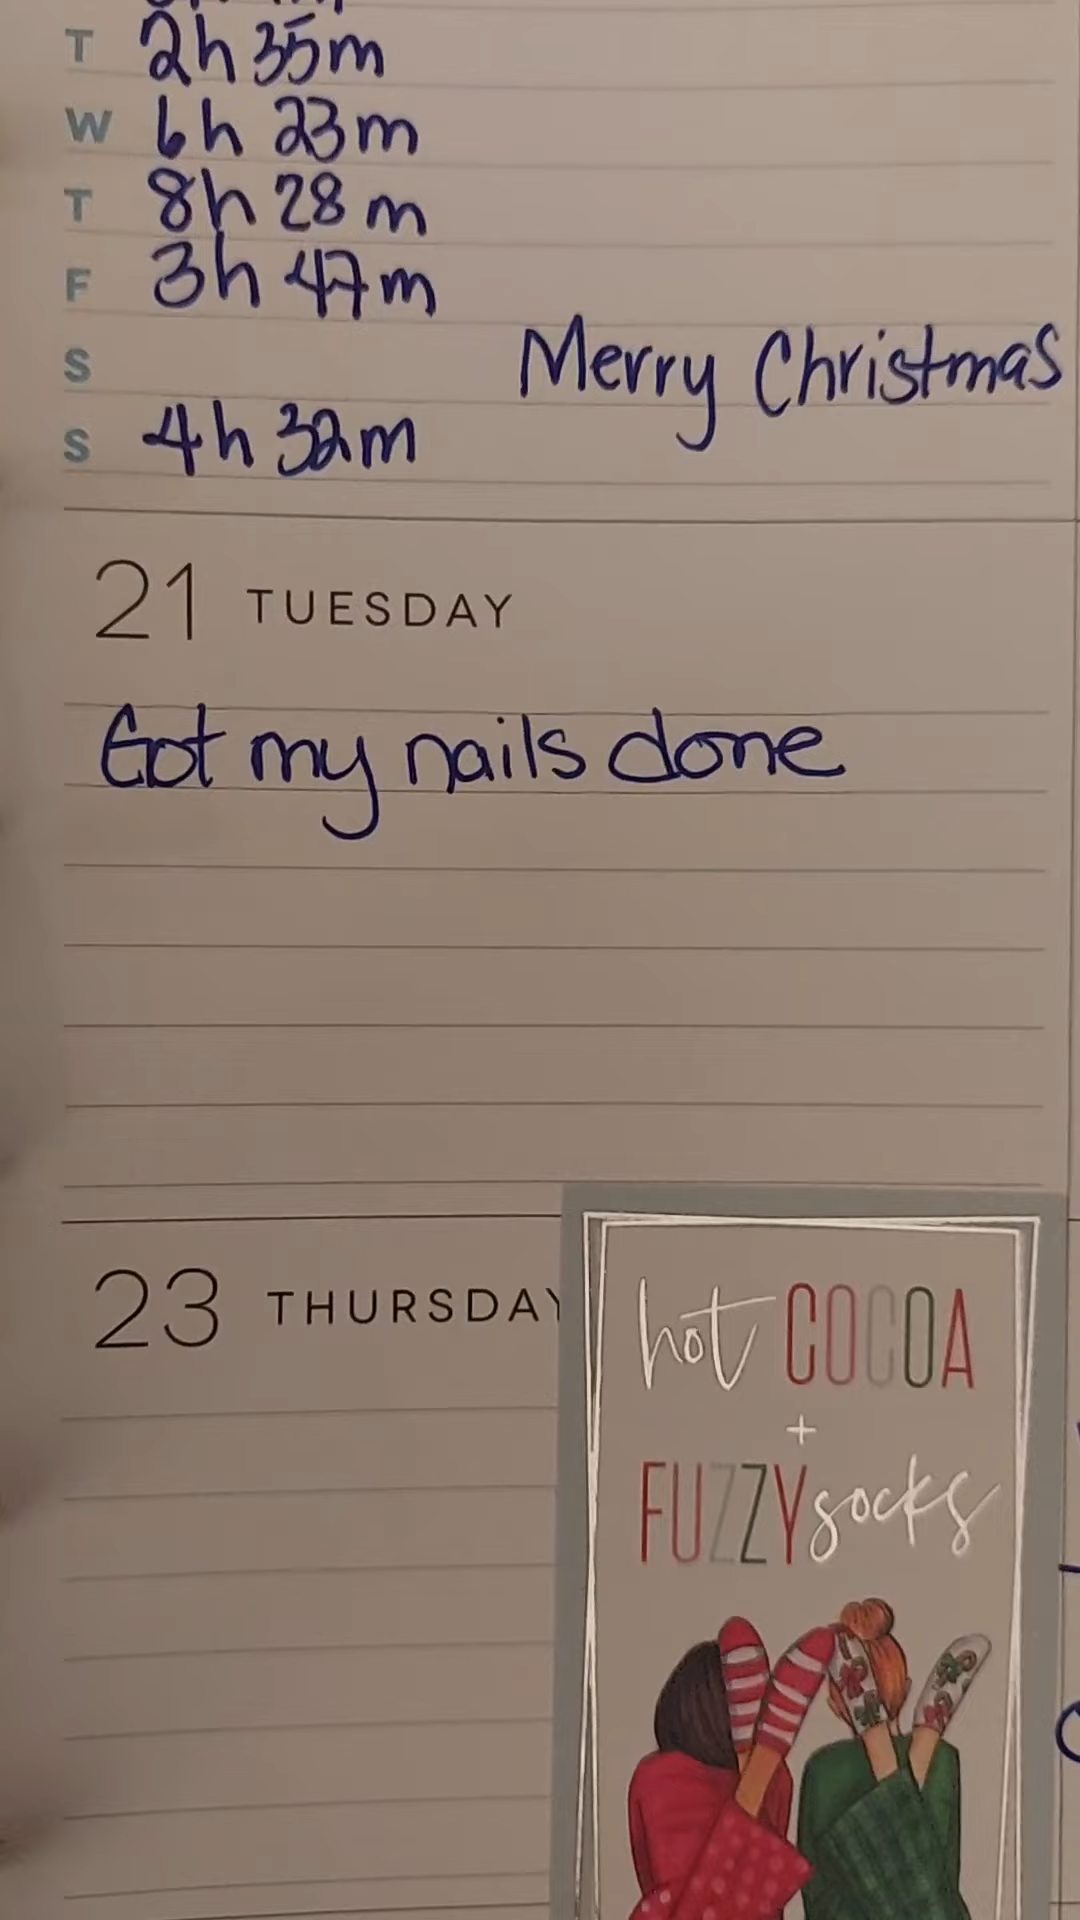 T 2h 35m
W 6h 23m
T 8h 28m
F 3h 47m
S
Merry Christmas
S 4h 32m
21 TUESDAY
Got my nails done
23 THURSDAY
hot COCOA
+
FUZZY socks